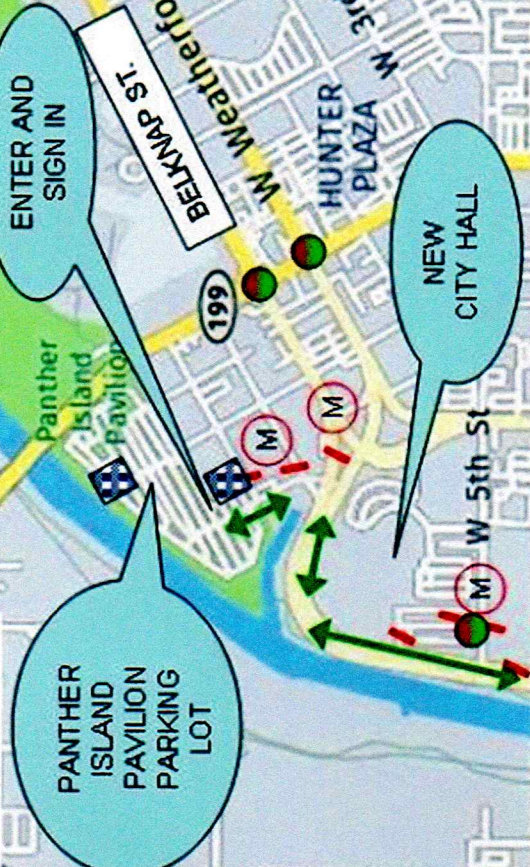 ENTER AND
SIGN IN
BELKNAP ST.
W Weatherfo
W 3r
HUNTER
PLAZA
199
Panther
Island
Pavilion
NEW
CITY HALL
M
M
W 5th St
M
PANTHER
ISLAND
PAVILION
PARKING
LOT